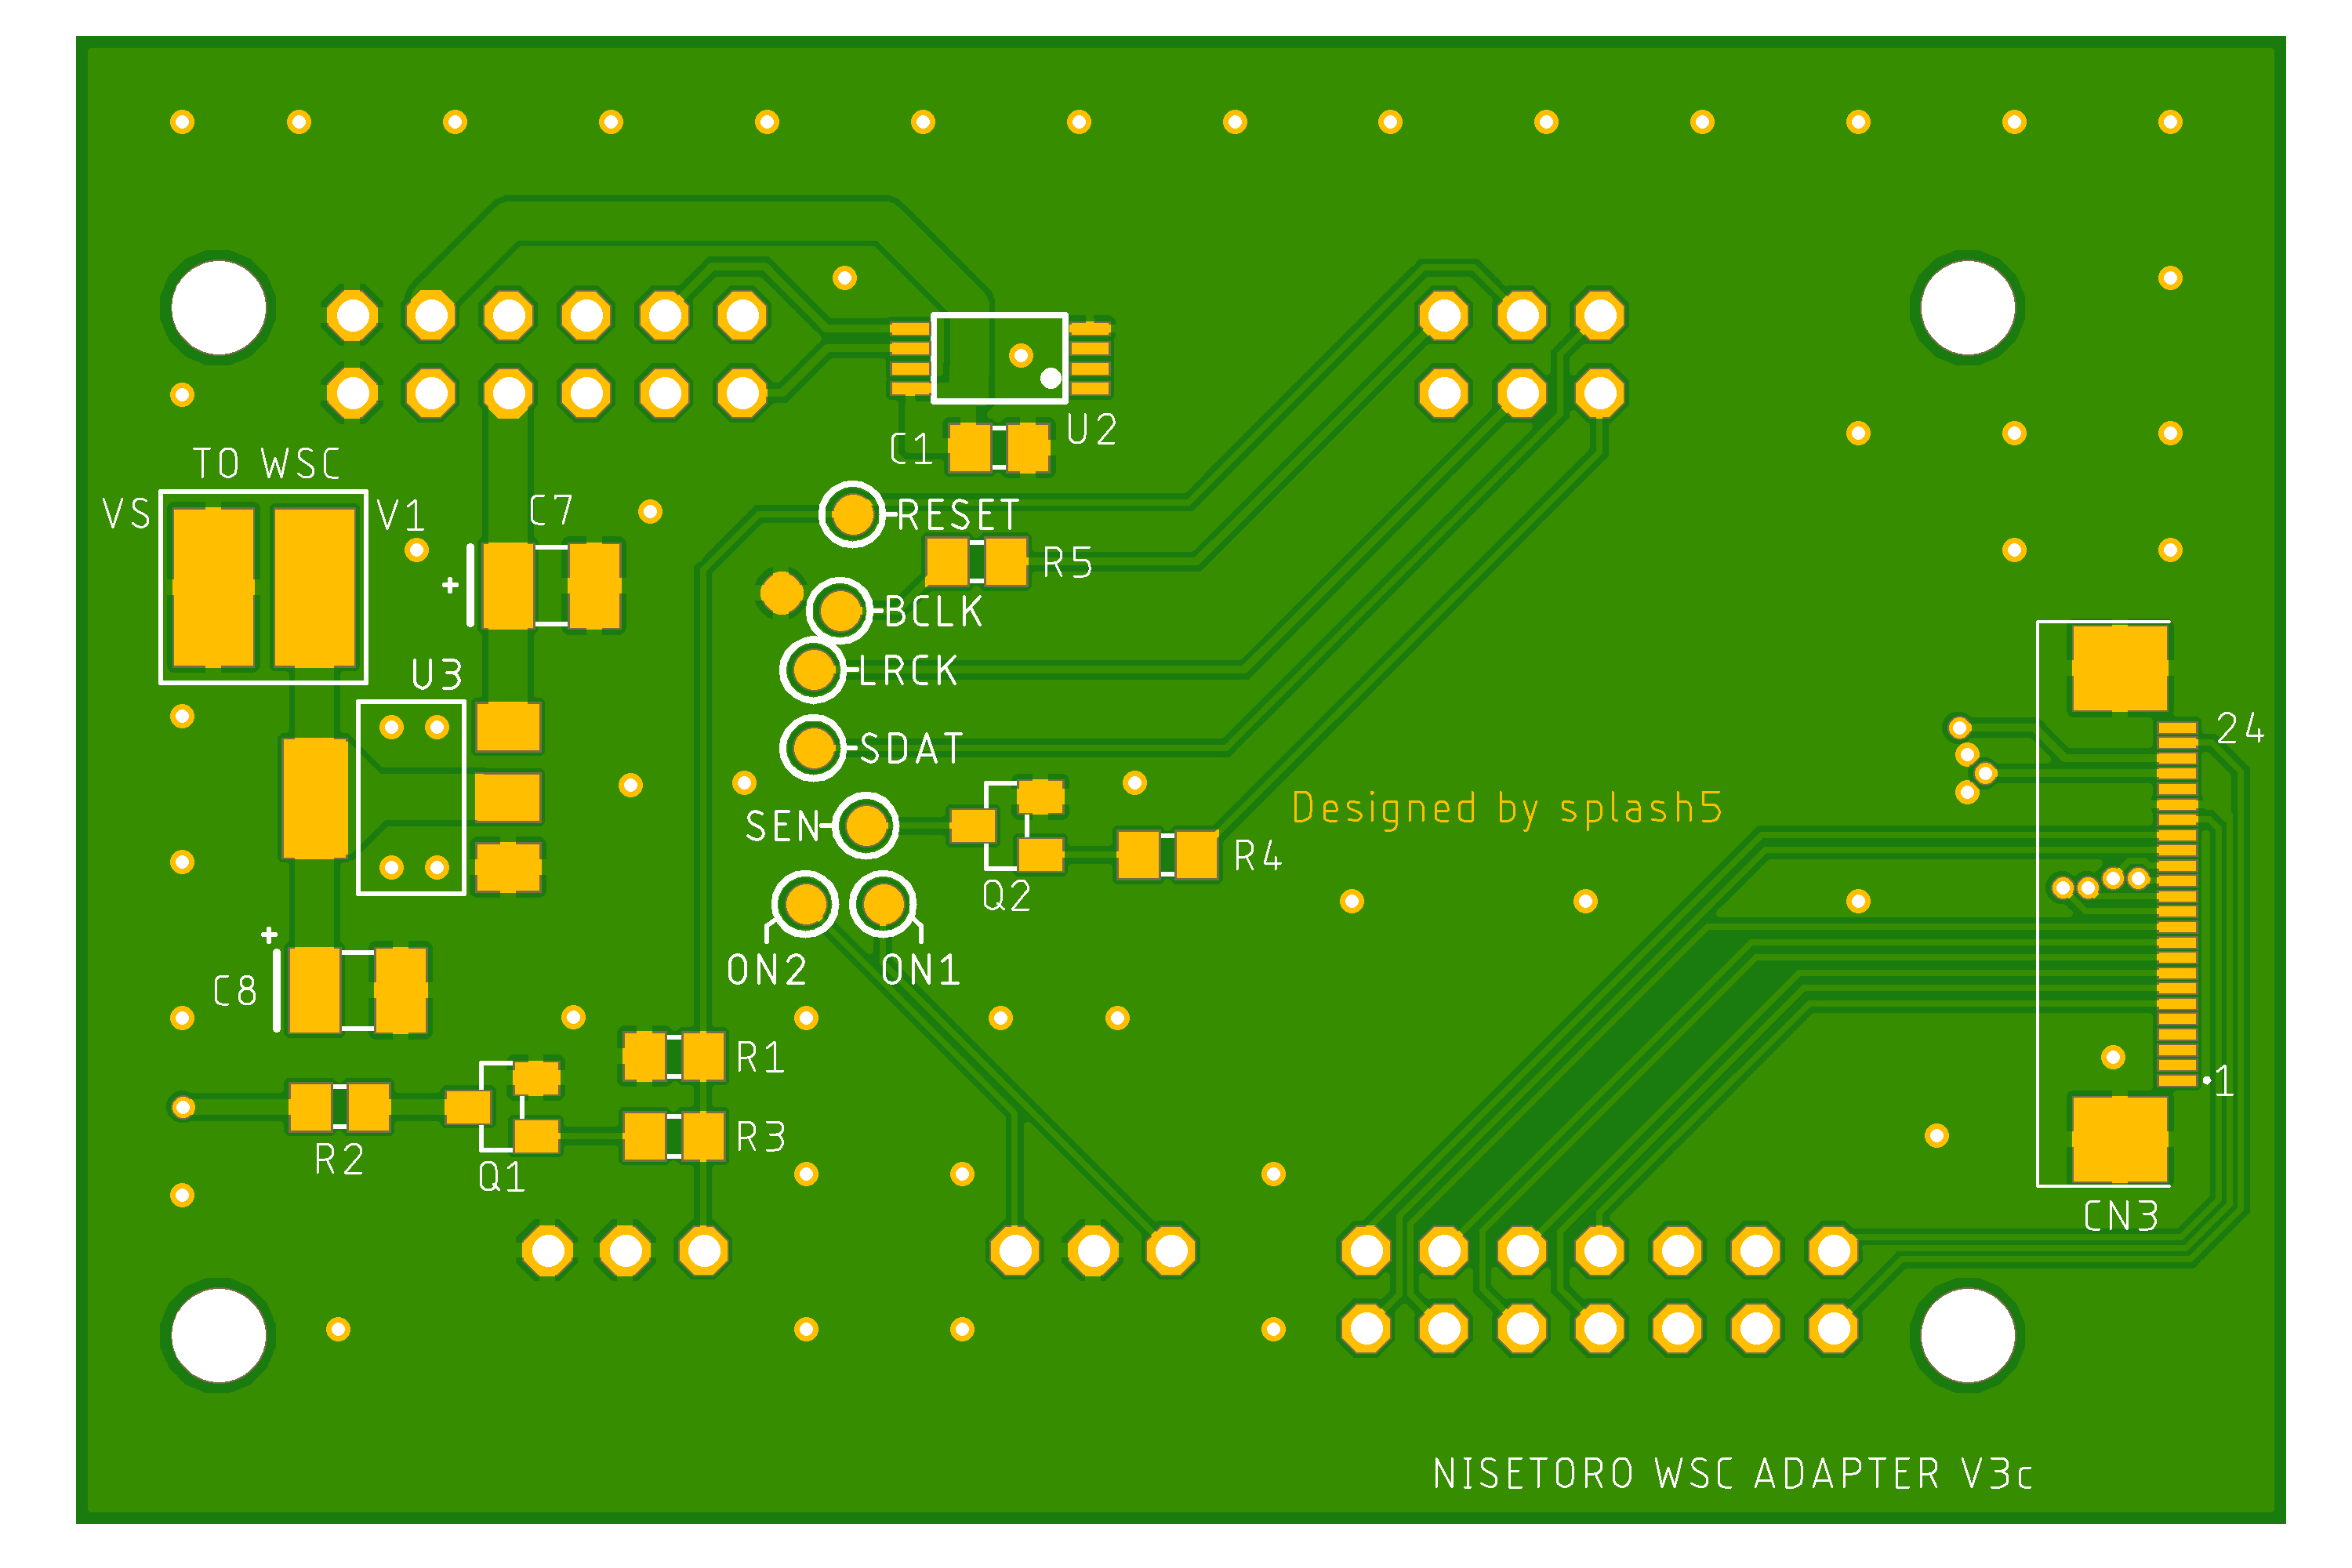 U2
C1
TO WSC
VS
V1
C7
+
RESET
R5
BCLK
U3
LRCK
24
SDAT
Designed by splash5
SEN
R4
Q2
+
ON2
ON1
C8
R1
1
R3
R2
Q1
CN3
NISETORO WSC ADAPTER V3c